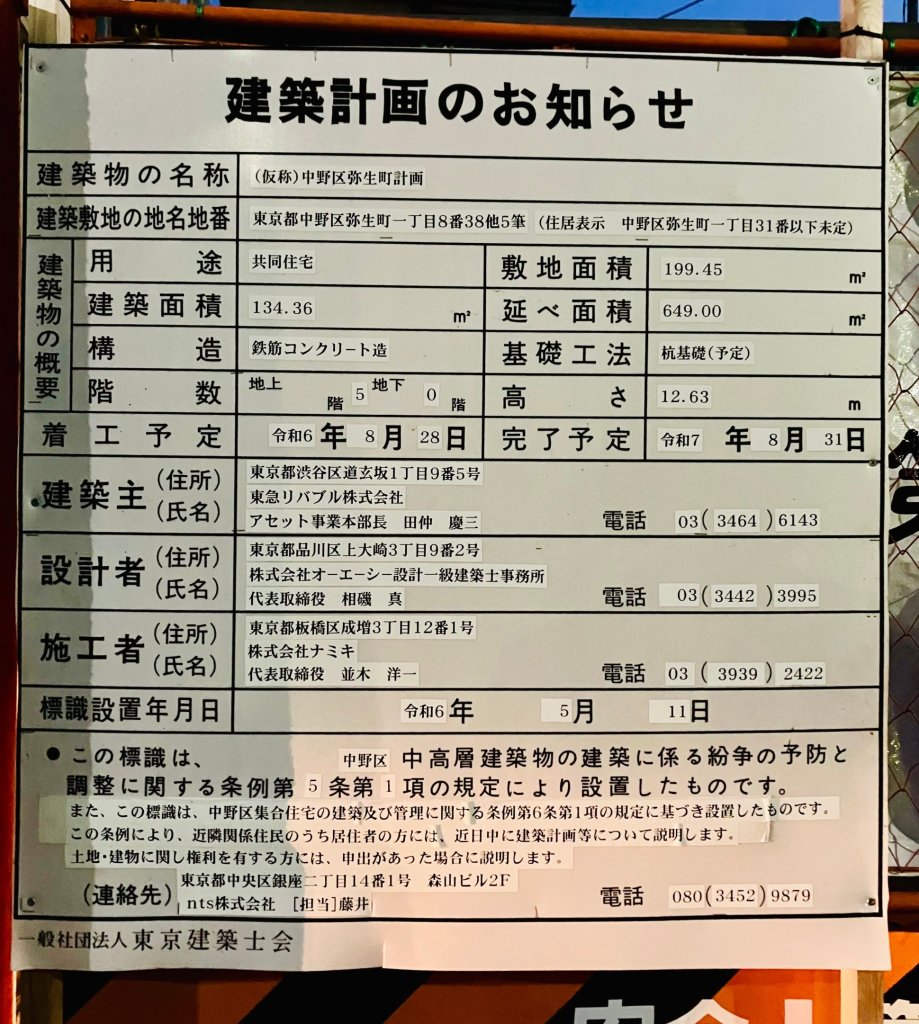 建築計画のお知らせ
建築物の名称 (仮称)中野区弥生町計画
建築敷地の地名地番 東京都中野区弥生町一丁目8番38他5筆 (住居表示 中野区弥生町一丁目31番以下未定)
建築物の概要
用途 共同住宅 敷地面積 199.45 m²
建築面積 134.36 m² 延べ面積 649.00 m²
構造 鉄筋コンクリート造 基礎工法 杭基礎(予定)
階数 地上 5 階 地下 0 階 高さ 12.63 m
着工予定 令和6年8月28日 完了予定 令和7年8月31日
建築主 (住所) 東京都渋谷区道玄坂1丁目9番5号
東急リバブル株式会社
(氏名) アセット事業本部長 田仲 慶三 電話 03(3464)6143
設計者 (住所) 東京都品川区上大崎3丁目9番2号
株式会社オーエーシー設計一級建築士事務所
(氏名) 代表取締役 相磯 真 電話 03(3442)3995
施工者 (住所) 東京都板橋区成増3丁目12番1号
株式会社ナミキ
(氏名) 代表取締役 並木 洋一 電話 03(3939)2422
標識設置年月日 令和6年5月11日
●この標識は、中野区中高層建築物の建築に係る紛争の予防と
調整に関する条例第5条第1項の規定により設置したものです。
また、この標識は、中野区集合住宅の建築及び管理に関する条例第6条第1項の規定に基づき設置したものです。
この条例により、近隣関係住民のうち居住者の方には、近日中に建築計画等について説明します。
土地・建物に関し権利を有する方には、申出があった場合に説明します。
(連絡先) 東京都中央区銀座二丁目14番1号 森山ビル2F
nts株式会社 [担当]藤井 電話 080(3452)9879
一般社団法人東京建築士会